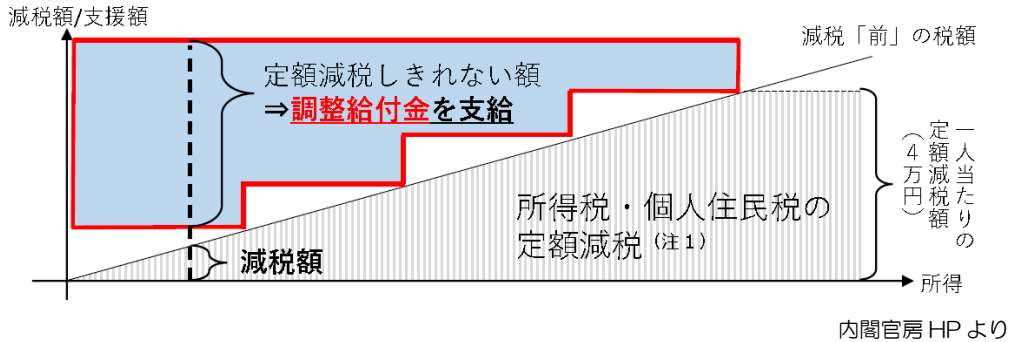 減税額/支援額
減税「前」の税額
定額減税しきれない額
⇒調整給付金を支給
一人当たりの
定額減税額
（４万円）
所得税・個人住民税の
定額減税（注１）
減税額
所得
内閣官房HPより